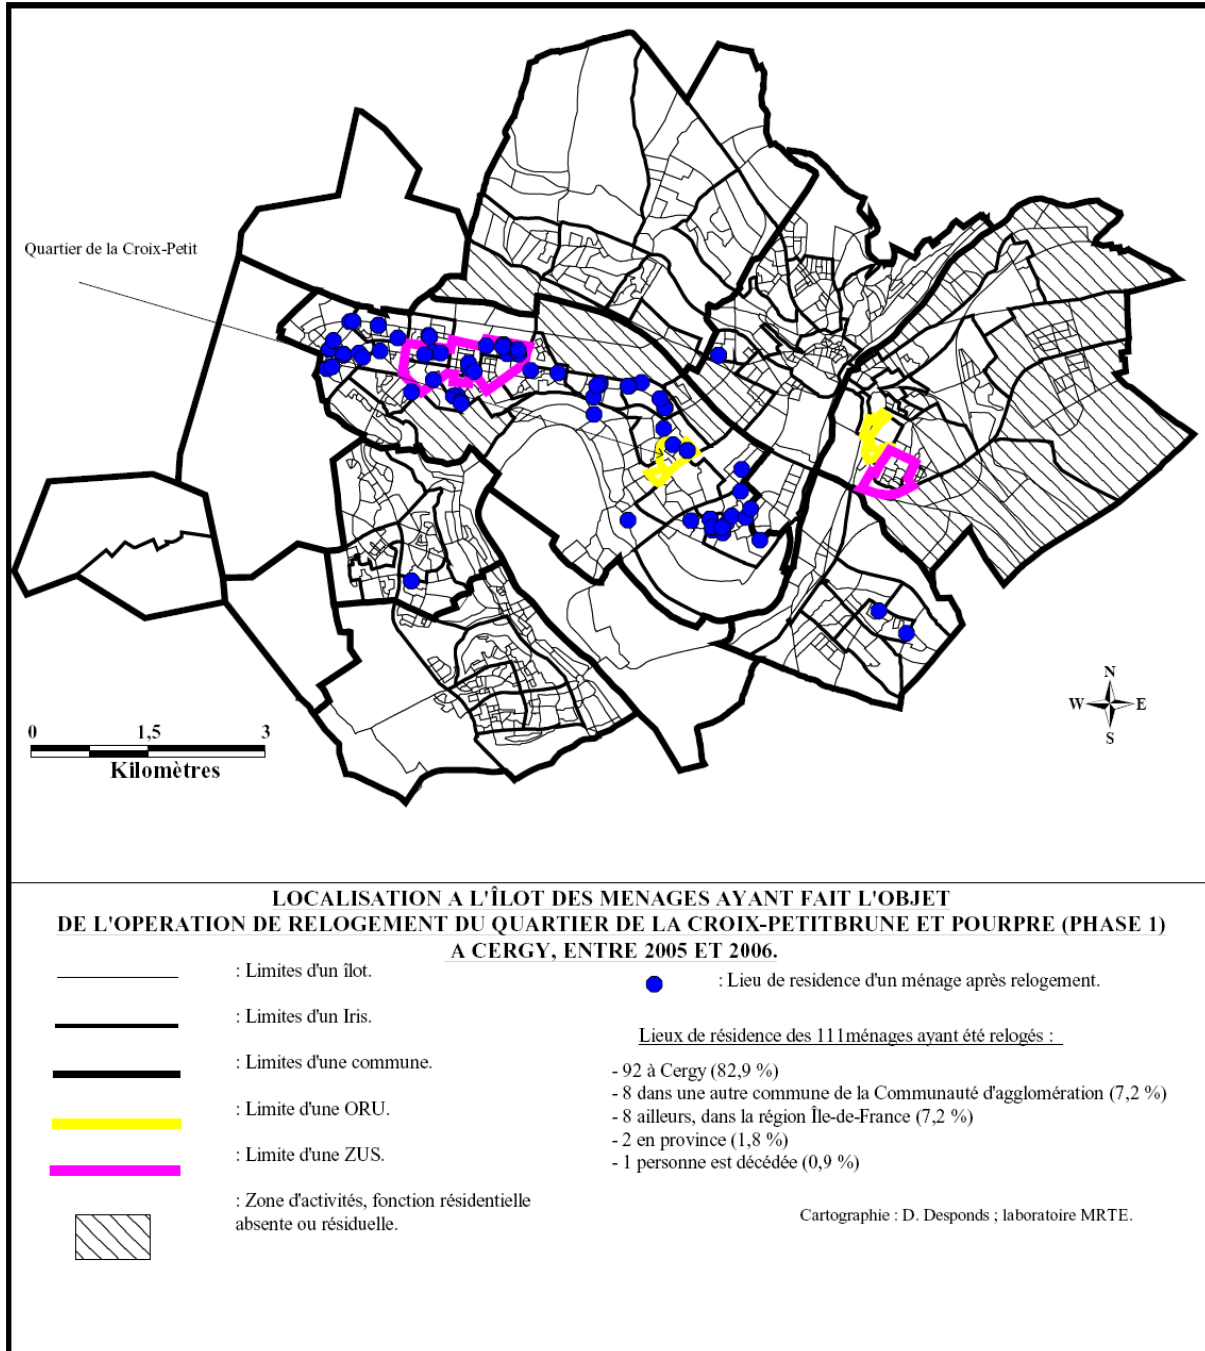 Quartier de la Croix-Petit
N
W E
S
0 1,5 3
Kilomètres
LOCALISATION A L'ÎLOT DES MENAGES AYANT FAIT L'OBJET
DE L'OPERATION DE RELOGEMENT DU QUARTIER DE LA CROIX-PETITBRUNE ET POURPRE (PHASE 1)
A CERGY, ENTRE 2005 ET 2006.
: Limites d'un îlot.
: Limites d'un Iris.
: Limites d'une commune.
: Limite d'une ORU.
: Limite d'une ZUS.
: Zone d'activités, fonction résidentielle
absente ou résiduelle.
: Lieu de residence d'un ménage après relogement.
Lieux de résidence des 111ménages ayant été relogés :
- 92 à Cergy (82,9 %)
- 8 dans une autre commune de la Communauté d'agglomération (7,2 %)
- 8 ailleurs, dans la région Île-de-France (7,2 %)
- 2 en province (1,8 %)
- 1 personne est décédée (0,9 %)
Cartographie : D. Desponds ; laboratoire MRTE.